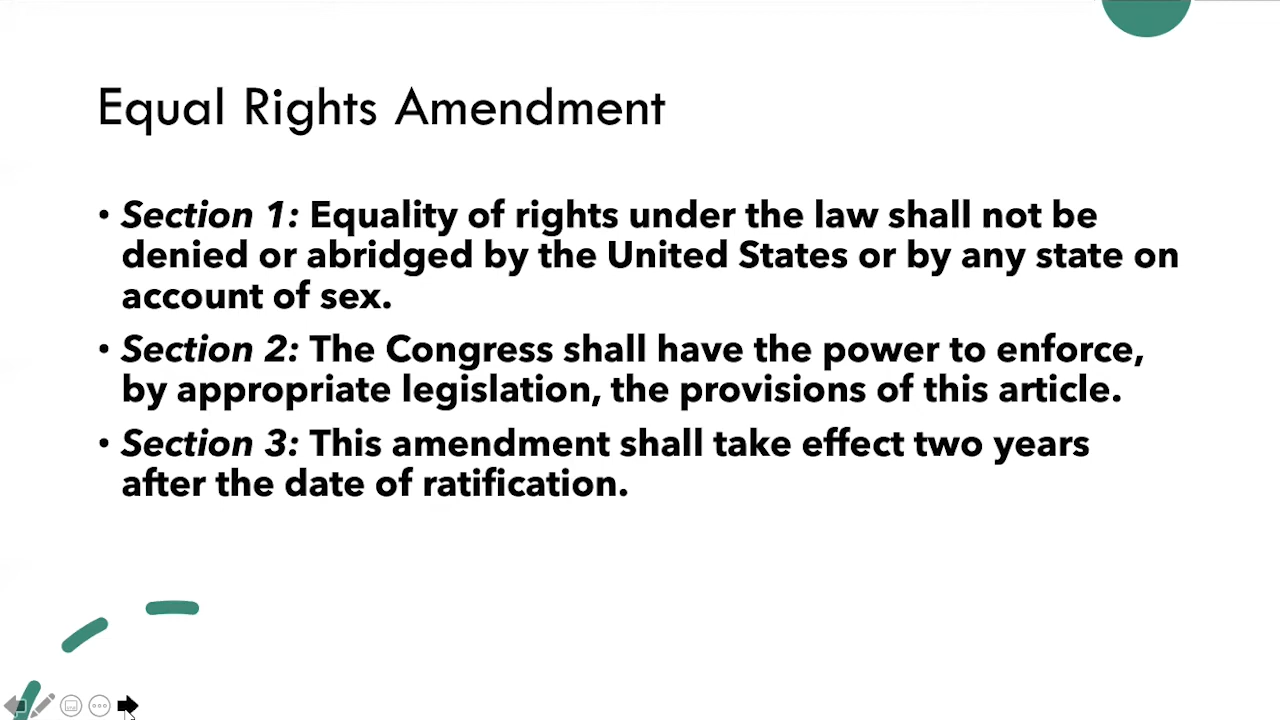 Equal Rights Amendment
• Section 1: Equality of rights under the law shall not be
denied or abridged by the United States or by any state on
account of sex.
• Section 2: The Congress shall have the power to enforce,
by appropriate legislation, the provisions of this article.
• Section 3: This amendment shall take effect two years
after the date of ratification.